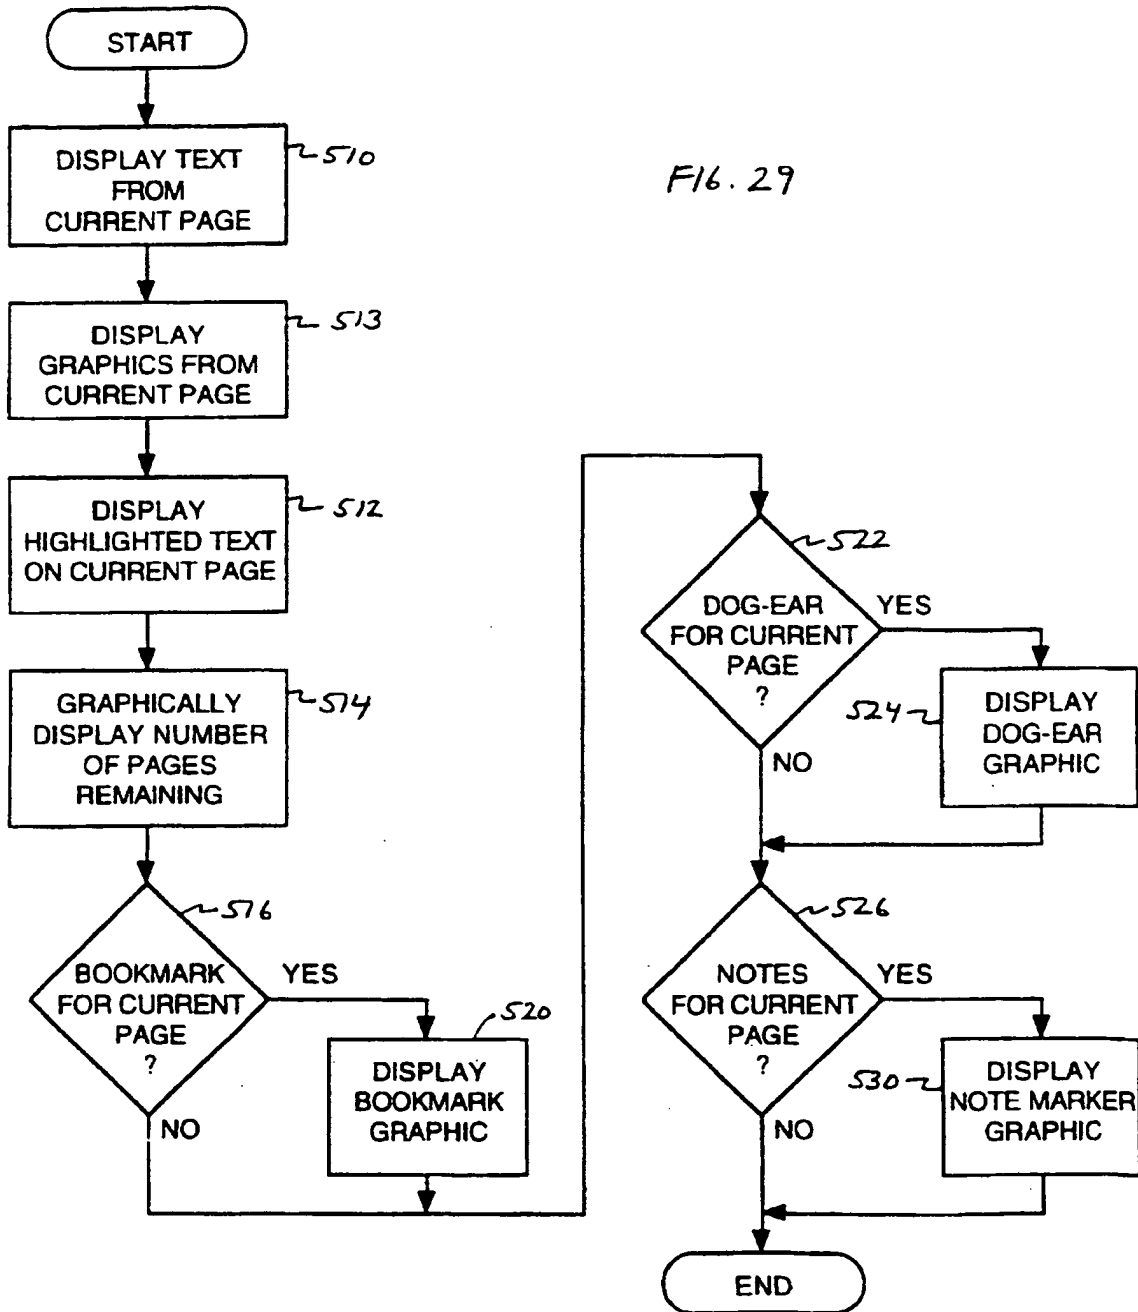 START
DISPLAY TEXT
FROM
CURRENT PAGE
510
FIG. 29
DISPLAY
GRAPHICS FROM
CURRENT PAGE
513
DISPLAY
HIGHLIGHTED TEXT
ON CURRENT PAGE
512
GRAPHICALLY
DISPLAY NUMBER
OF PAGES
REMAINING
514
BOOKMARK
FOR CURRENT
PAGE
?
516
YES
NO
520
DISPLAY
BOOKMARK
GRAPHIC
522
DOG-EAR
FOR CURRENT
PAGE
?
YES
NO
524
DISPLAY
DOG-EAR
GRAPHIC
526
NOTES
FOR CURRENT
PAGE
?
YES
NO
530
DISPLAY
NOTE MARKER
GRAPHIC
END